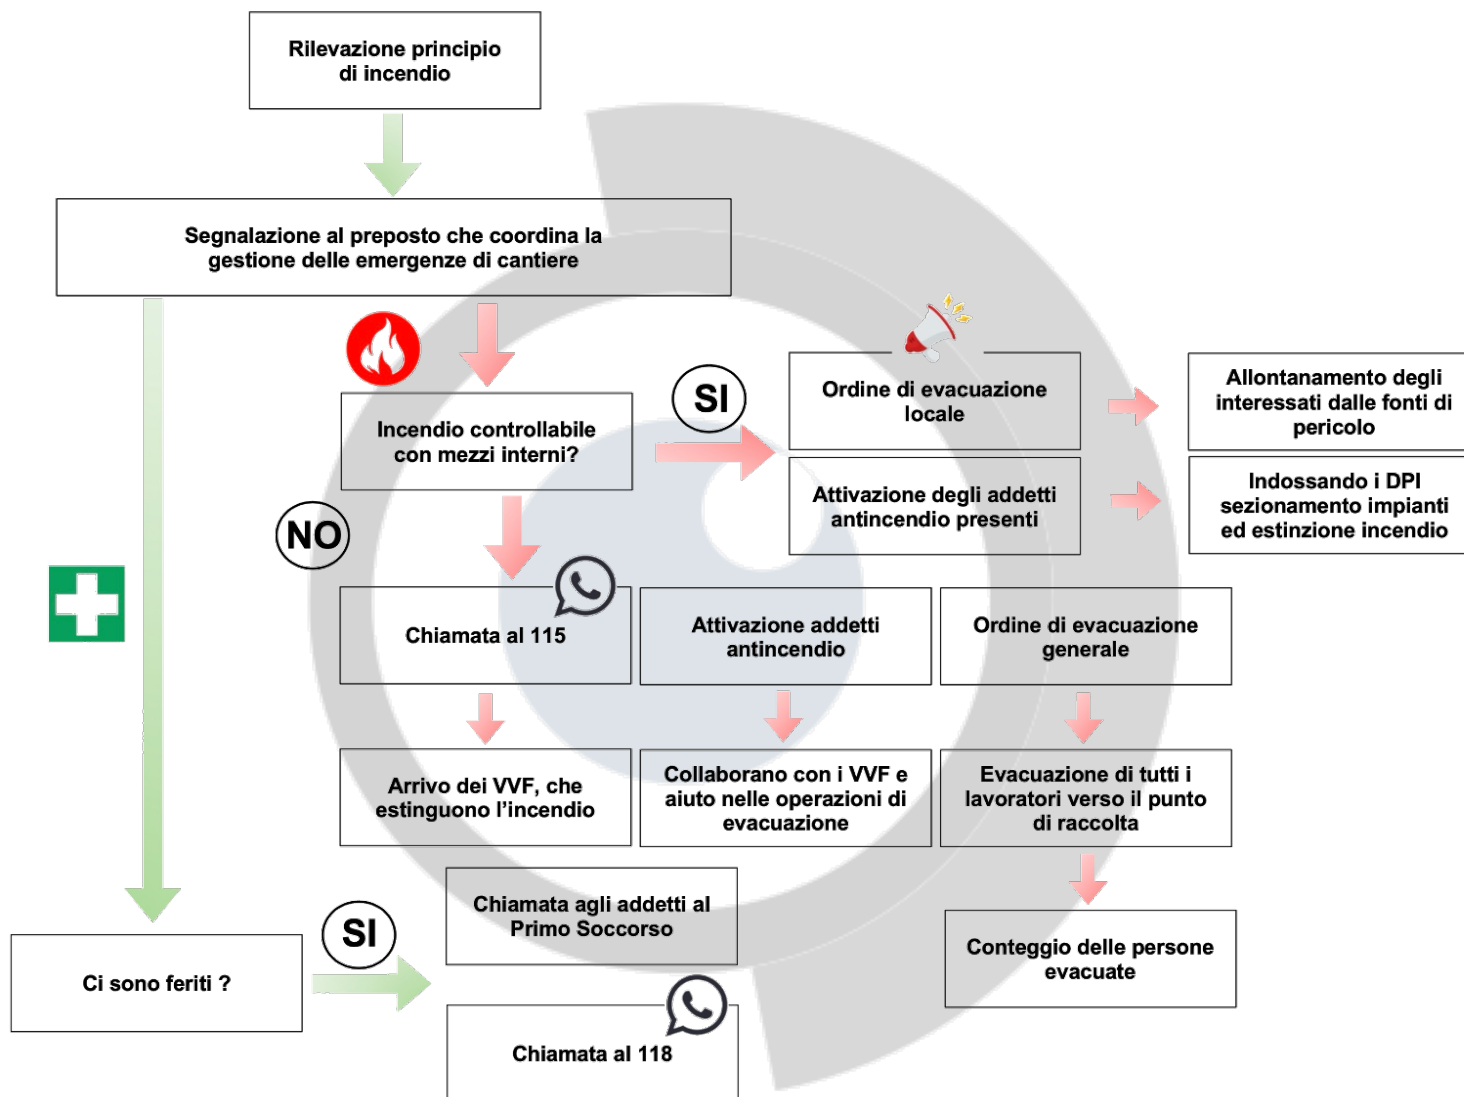 Rilevazione principio
di incendio
Segnalazione al preposto che coordina la
gestione delle emergenze di cantiere
Incendio controllabile
con mezzi interni?
SI
Ordine di evacuazione
locale
Allontanamento degli
interessati dalle fonti di
pericolo
Attivazione degli addetti
antincendio presenti
Indossando i DPI
sezionamento impianti
ed estinzione incendio
NO
Chiamata al 115
Attivazione addetti
antincendio
Ordine di evacuazione
generale
Arrivo dei VVF, che
estinguono l'incendio
Collaborano con i VVF e
aiuto nelle operazioni di
evacuazione
Evacuazione di tutti i
lavoratori verso il punto
di raccolta
Conteggio delle persone
evacuate
Ci sono feriti ?
SI
Chiamata agli addetti al
Primo Soccorso
Chiamata al 118